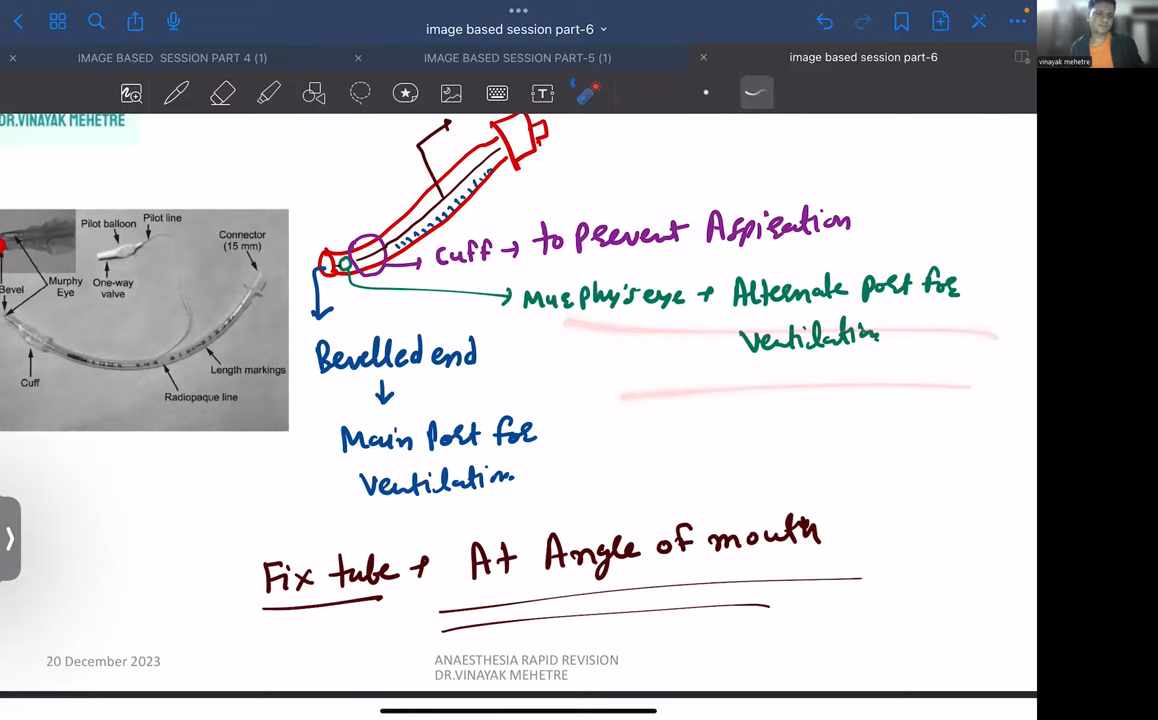 image based session part-6
IMAGE BASED SESSION PART 4 (1)
IMAGE BASED SESSION PART-5 (1)
image based session part-6
vinayak mehetre
DR.VINAYAK MEHETRE
Pilot balloon
Pilot line
Connector
(15 mm)
Murphy
Eye
One-way
valve
Bevel
Cuff
Length markings
Radiopaque line
Cuff → to Prevent Aspiration
Murphy's eye → Alternate port for
ventilation
Bevelled end
↓
Main Port for
ventilation.
Fix tube → At Angle of mouth
20 December 2023
ANAESTHESIA RAPID REVISION
DR.VINAYAK MEHETRE